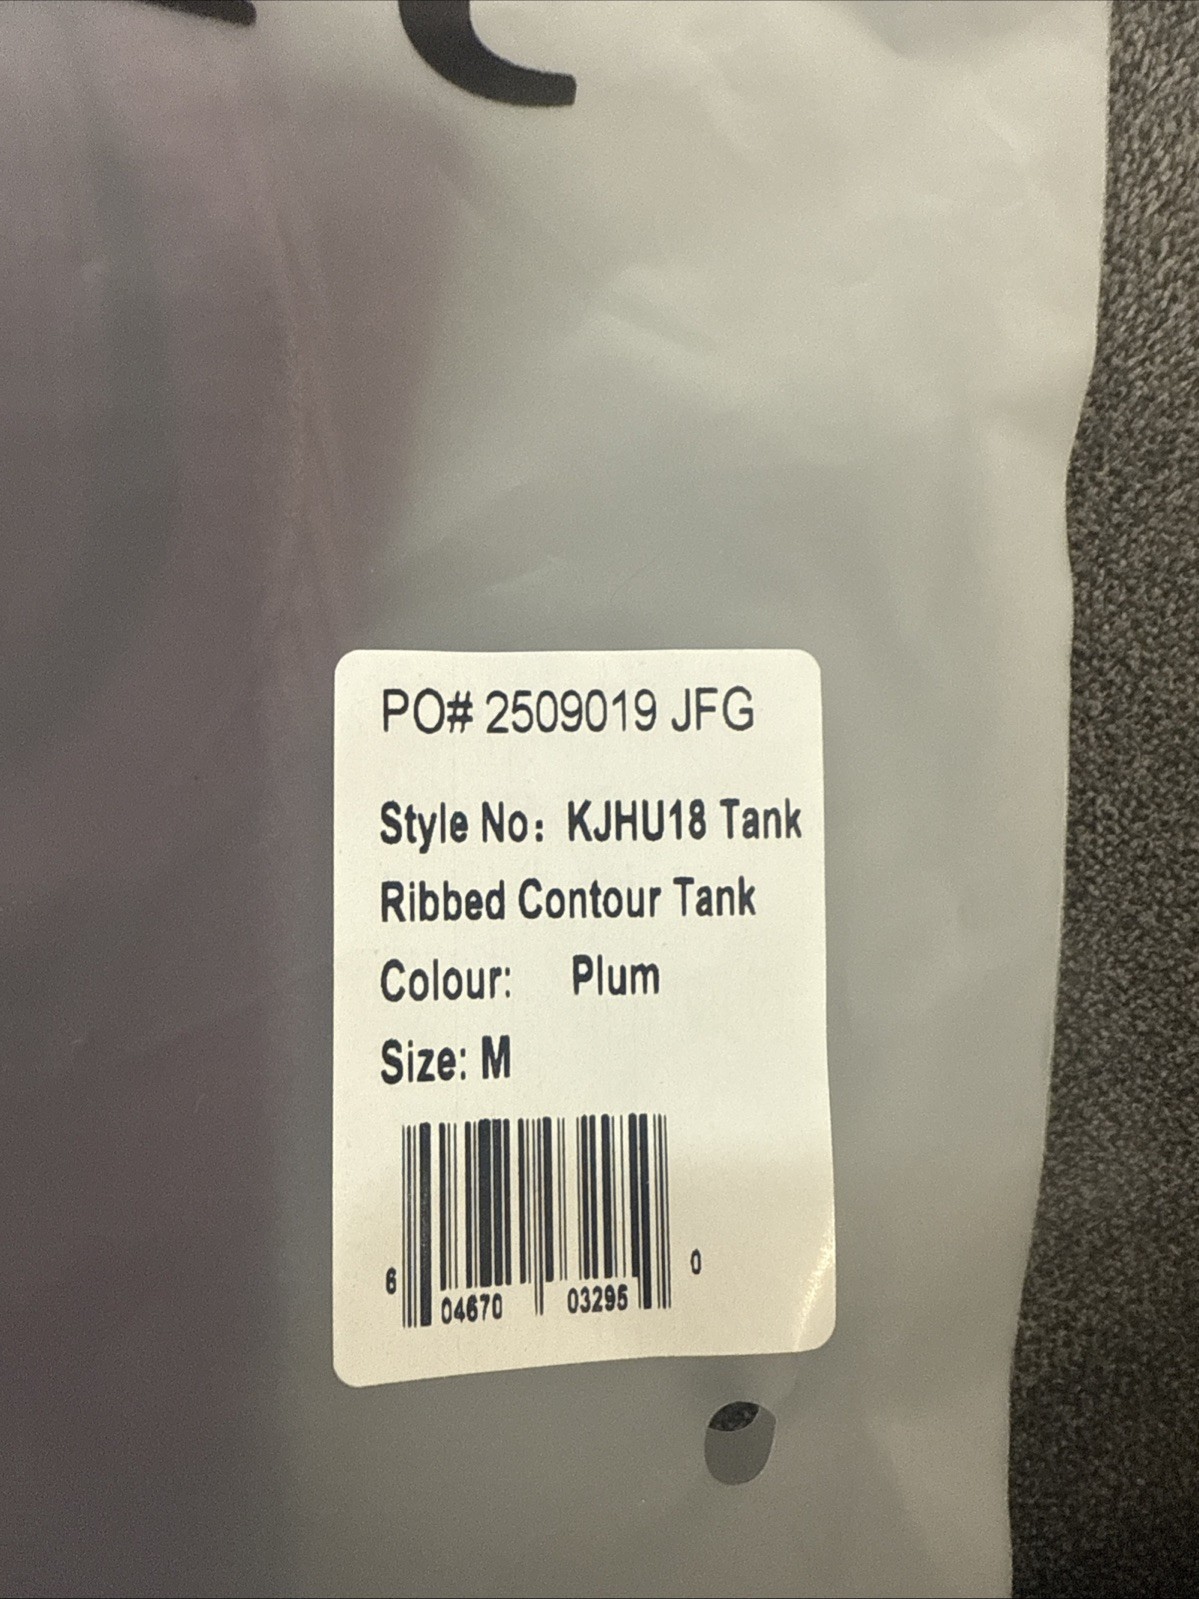 PO# 2509019 JFG
Style No: KJHU18 Tank
Ribbed Contour Tank
Colour: Plum
Size: M
6 04670 03295 0